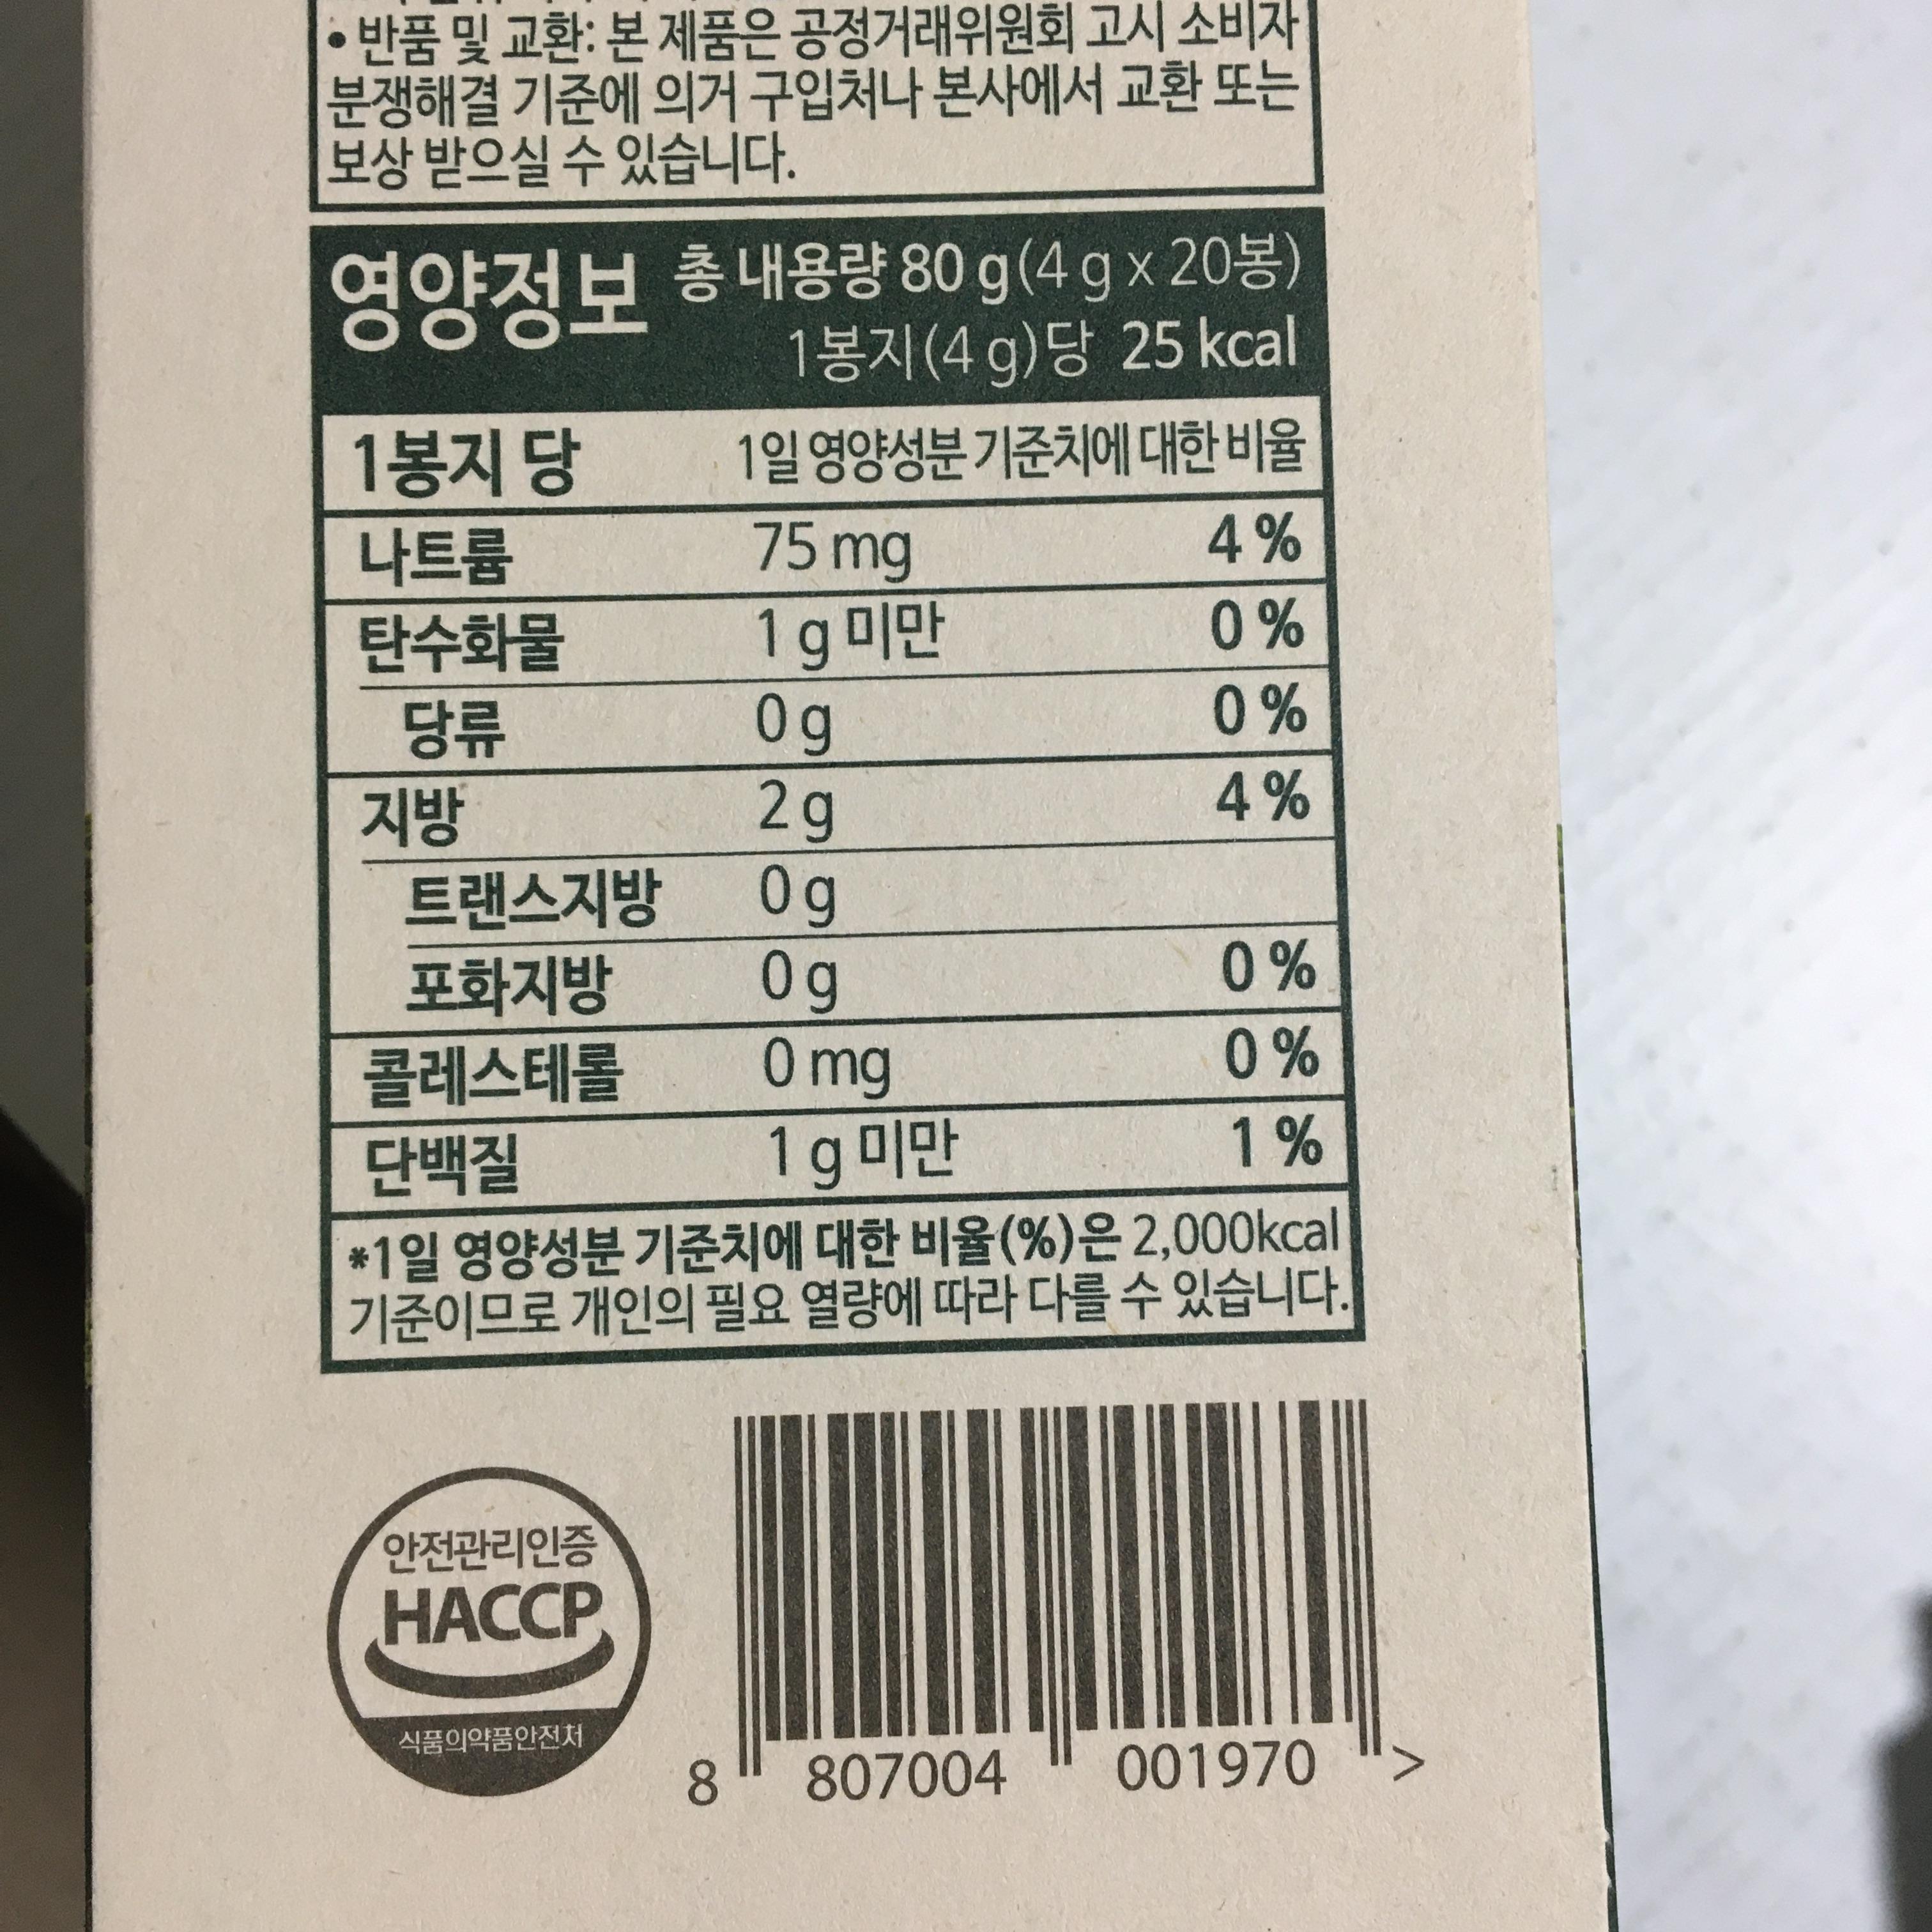 • 반품 및 교환: 본 제품은 공정거래위원회 고시 소비자
분쟁해결 기준에 의거 구입처나 본사에서 교환 또는
보상 받으실 수 있습니다.
영양정보 총 내용량 80 g(4 g x 20봉)
1봉지(4 g)당 25 kcal
1봉지 당 1일 영양성분 기준치에 대한 비율
나트륨 75 mg 4 %
탄수화물 1 g 미만 0 %
당류 0 g 0 %
지방 2 g 4 %
트랜스지방 0 g
포화지방 0 g 0 %
콜레스테롤 0 mg 0 %
단백질 1 g 미만 1 %
*1일 영양성분 기준치에 대한 비율(%)은 2,000kcal
기준이므로 개인의 필요 열량에 따라 다를 수 있습니다.
안전관리인증
HACCP
식품의약품안전처
8 807004 001970 >